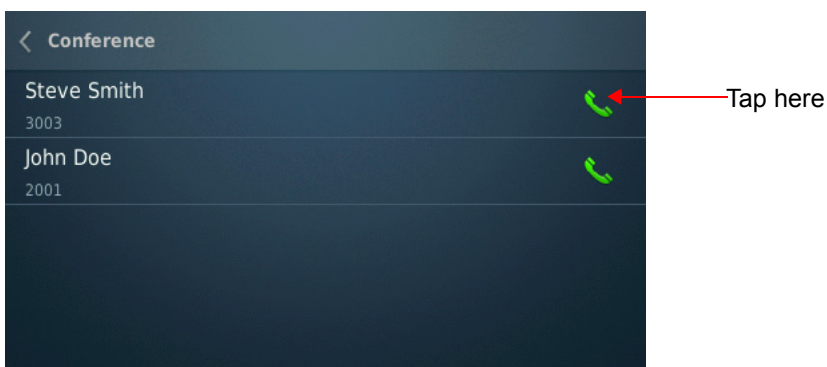 Conference
Steve Smith
3003
Tap here
John Doe
2001